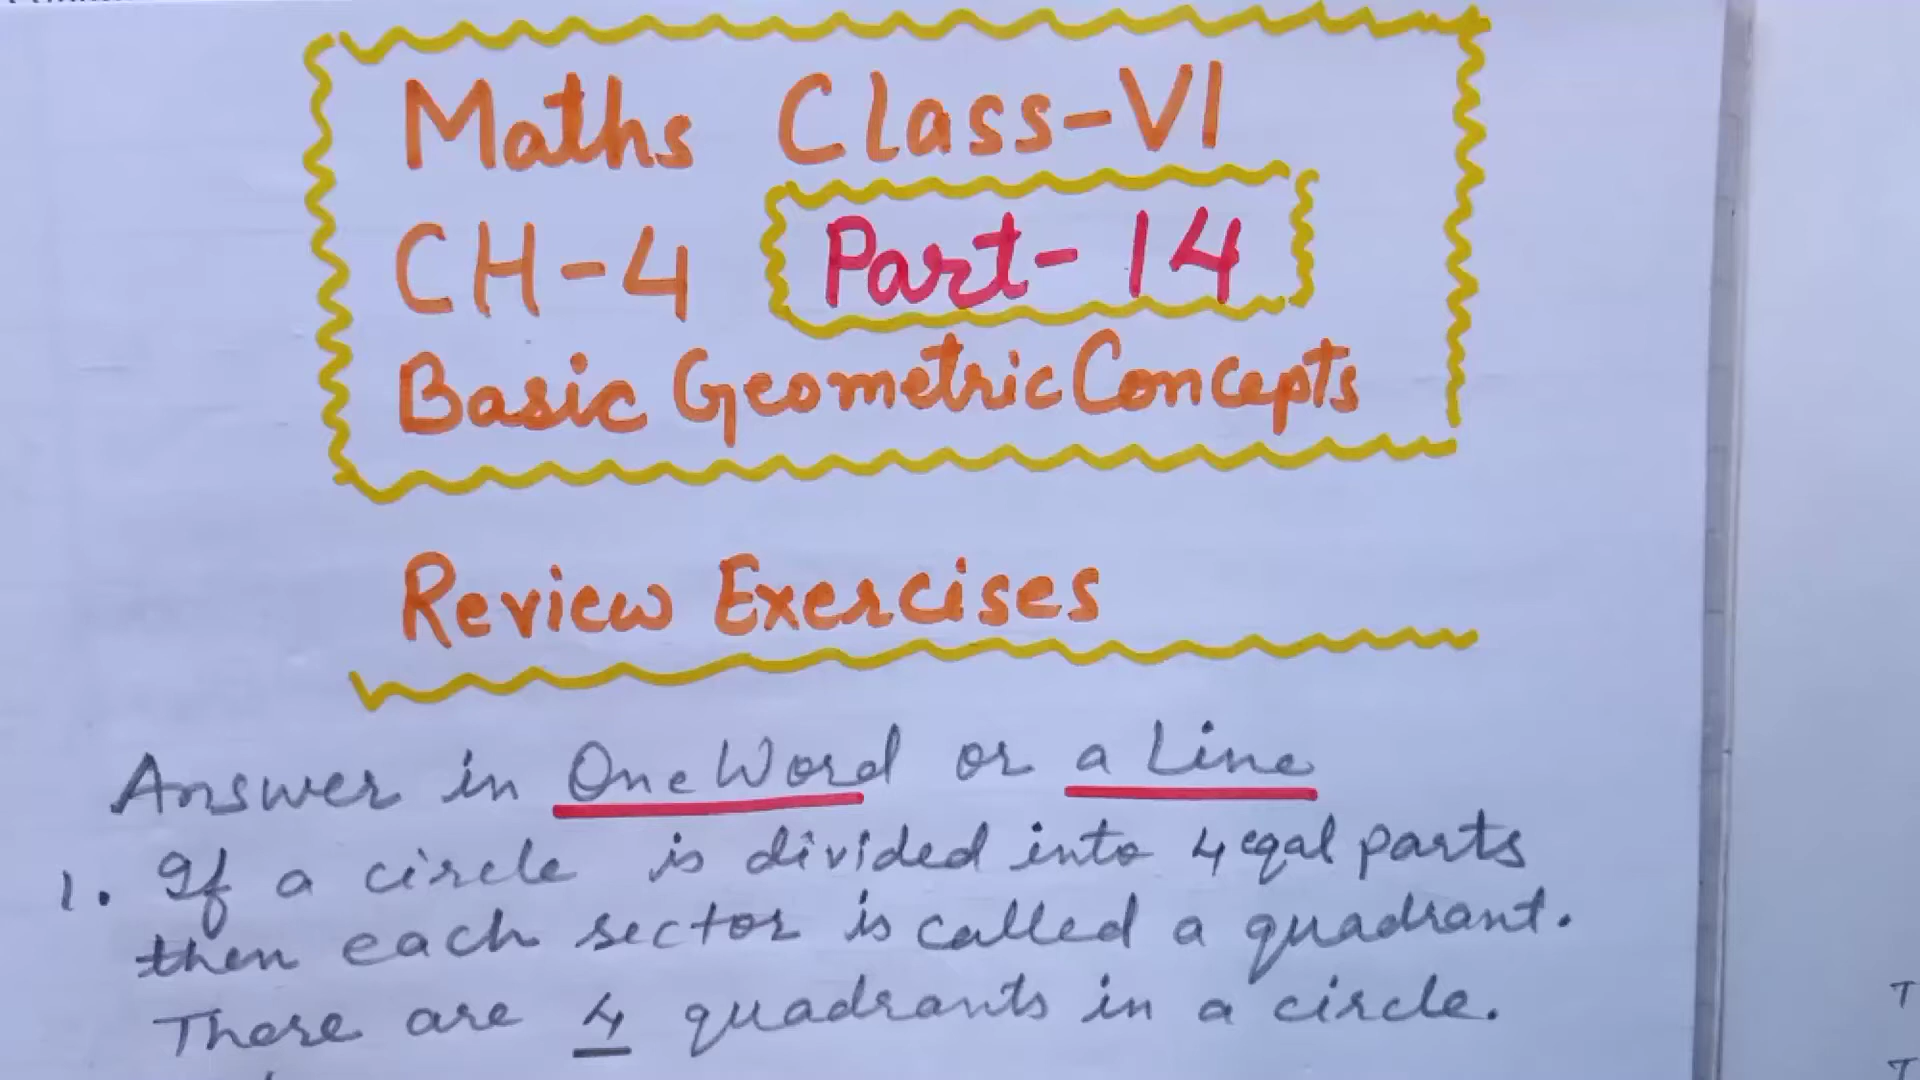 Maths Class-VI
CH-4 Part-14
Basic Geometric Concepts
Review Exercises
Answer in One Word or a Line
1. If a circle is divided into 4 eqal parts
then each sector is called a quadrant.
There are 4 quadrants in a circle.
T
T